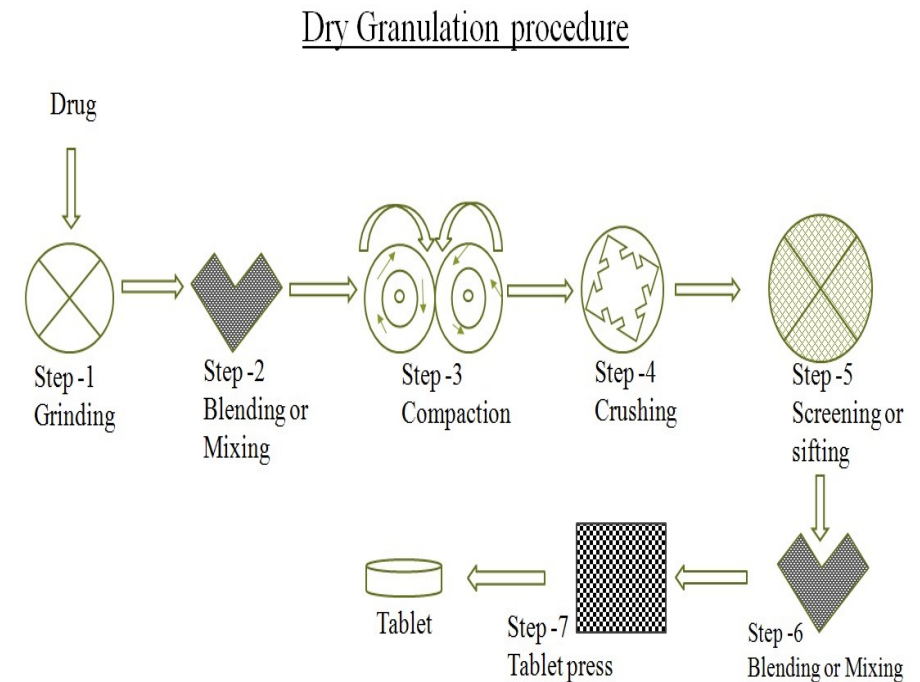 Dry Granulation procedure
Drug
Step -1
Grinding
Step -2
Blending or
Mixing
Step -3
Compaction
Step -4
Crushing
Step -5
Screening or
sifting
Step -6
Blending or Mixing
Step -7
Tablet press
Tablet